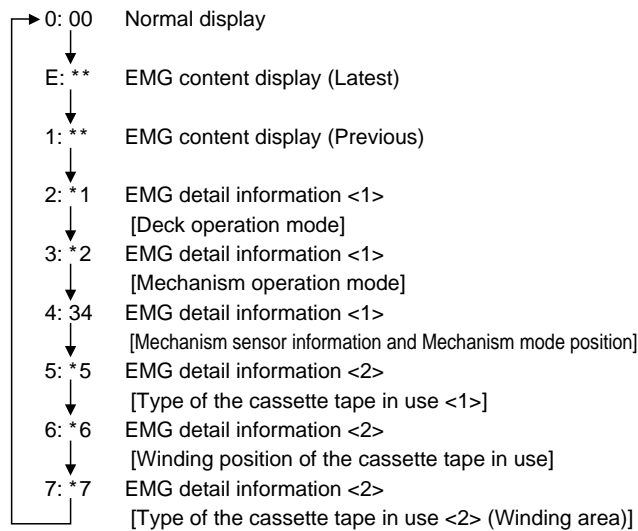 0: 00 Normal display
E: ** EMG content display (Latest)
1: ** EMG content display (Previous)
2: *1 EMG detail information <1>
[Deck operation mode]
3: *2 EMG detail information <1>
[Mechanism operation mode]
4: 34 EMG detail information <1>
[Mechanism sensor information and Mechanism mode position]
5: *5 EMG detail information <2>
[Type of the cassette tape in use <1>]
6: *6 EMG detail information <2>
[Winding position of the cassette tape in use]
7: *7 EMG detail information <2>
[Type of the cassette tape in use <2> (Winding area)]